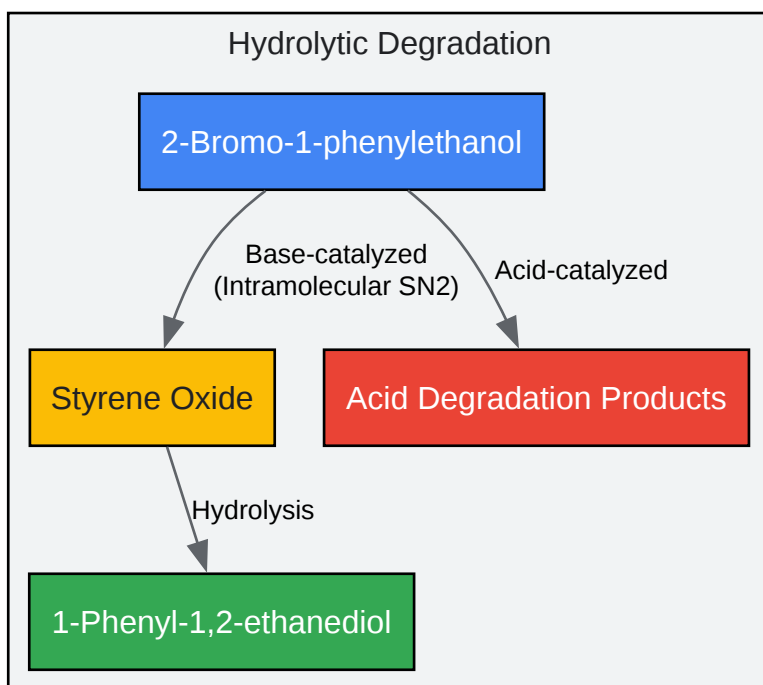 Hydrolytic Degradation
2-Bromo-1-phenylethanol
Base-catalyzed
(Intramolecular SN2)
Acid-catalyzed
Styrene Oxide
Acid Degradation Products
Hydrolysis
1-Phenyl-1,2-ethanediol